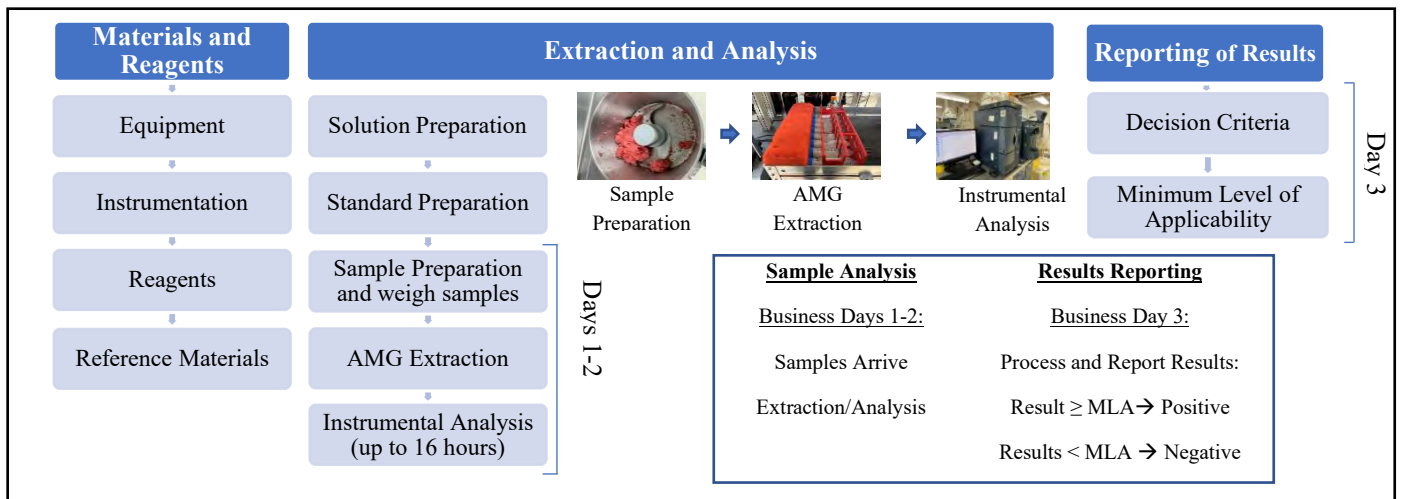 Materials and
Reagents
Equipment
Instrumentation
Reagents
Reference Materials
Extraction and Analysis
Solution Preparation
Standard Preparation
Sample Preparation
and weigh samples
AMG Extraction
Instrumental Analysis
(up to 16 hours)
Days 1-2
Sample
Preparation
AMG
Extraction
Instrumental
Analysis
Reporting of Results
Decision Criteria
Minimum Level of
Applicability
Day 3
Sample Analysis
Business Days 1-2:
Samples Arrive
Extraction/Analysis
Results Reporting
Business Day 3:
Process and Report Results:
Result ≥ MLA→ Positive
Results < MLA → Negative